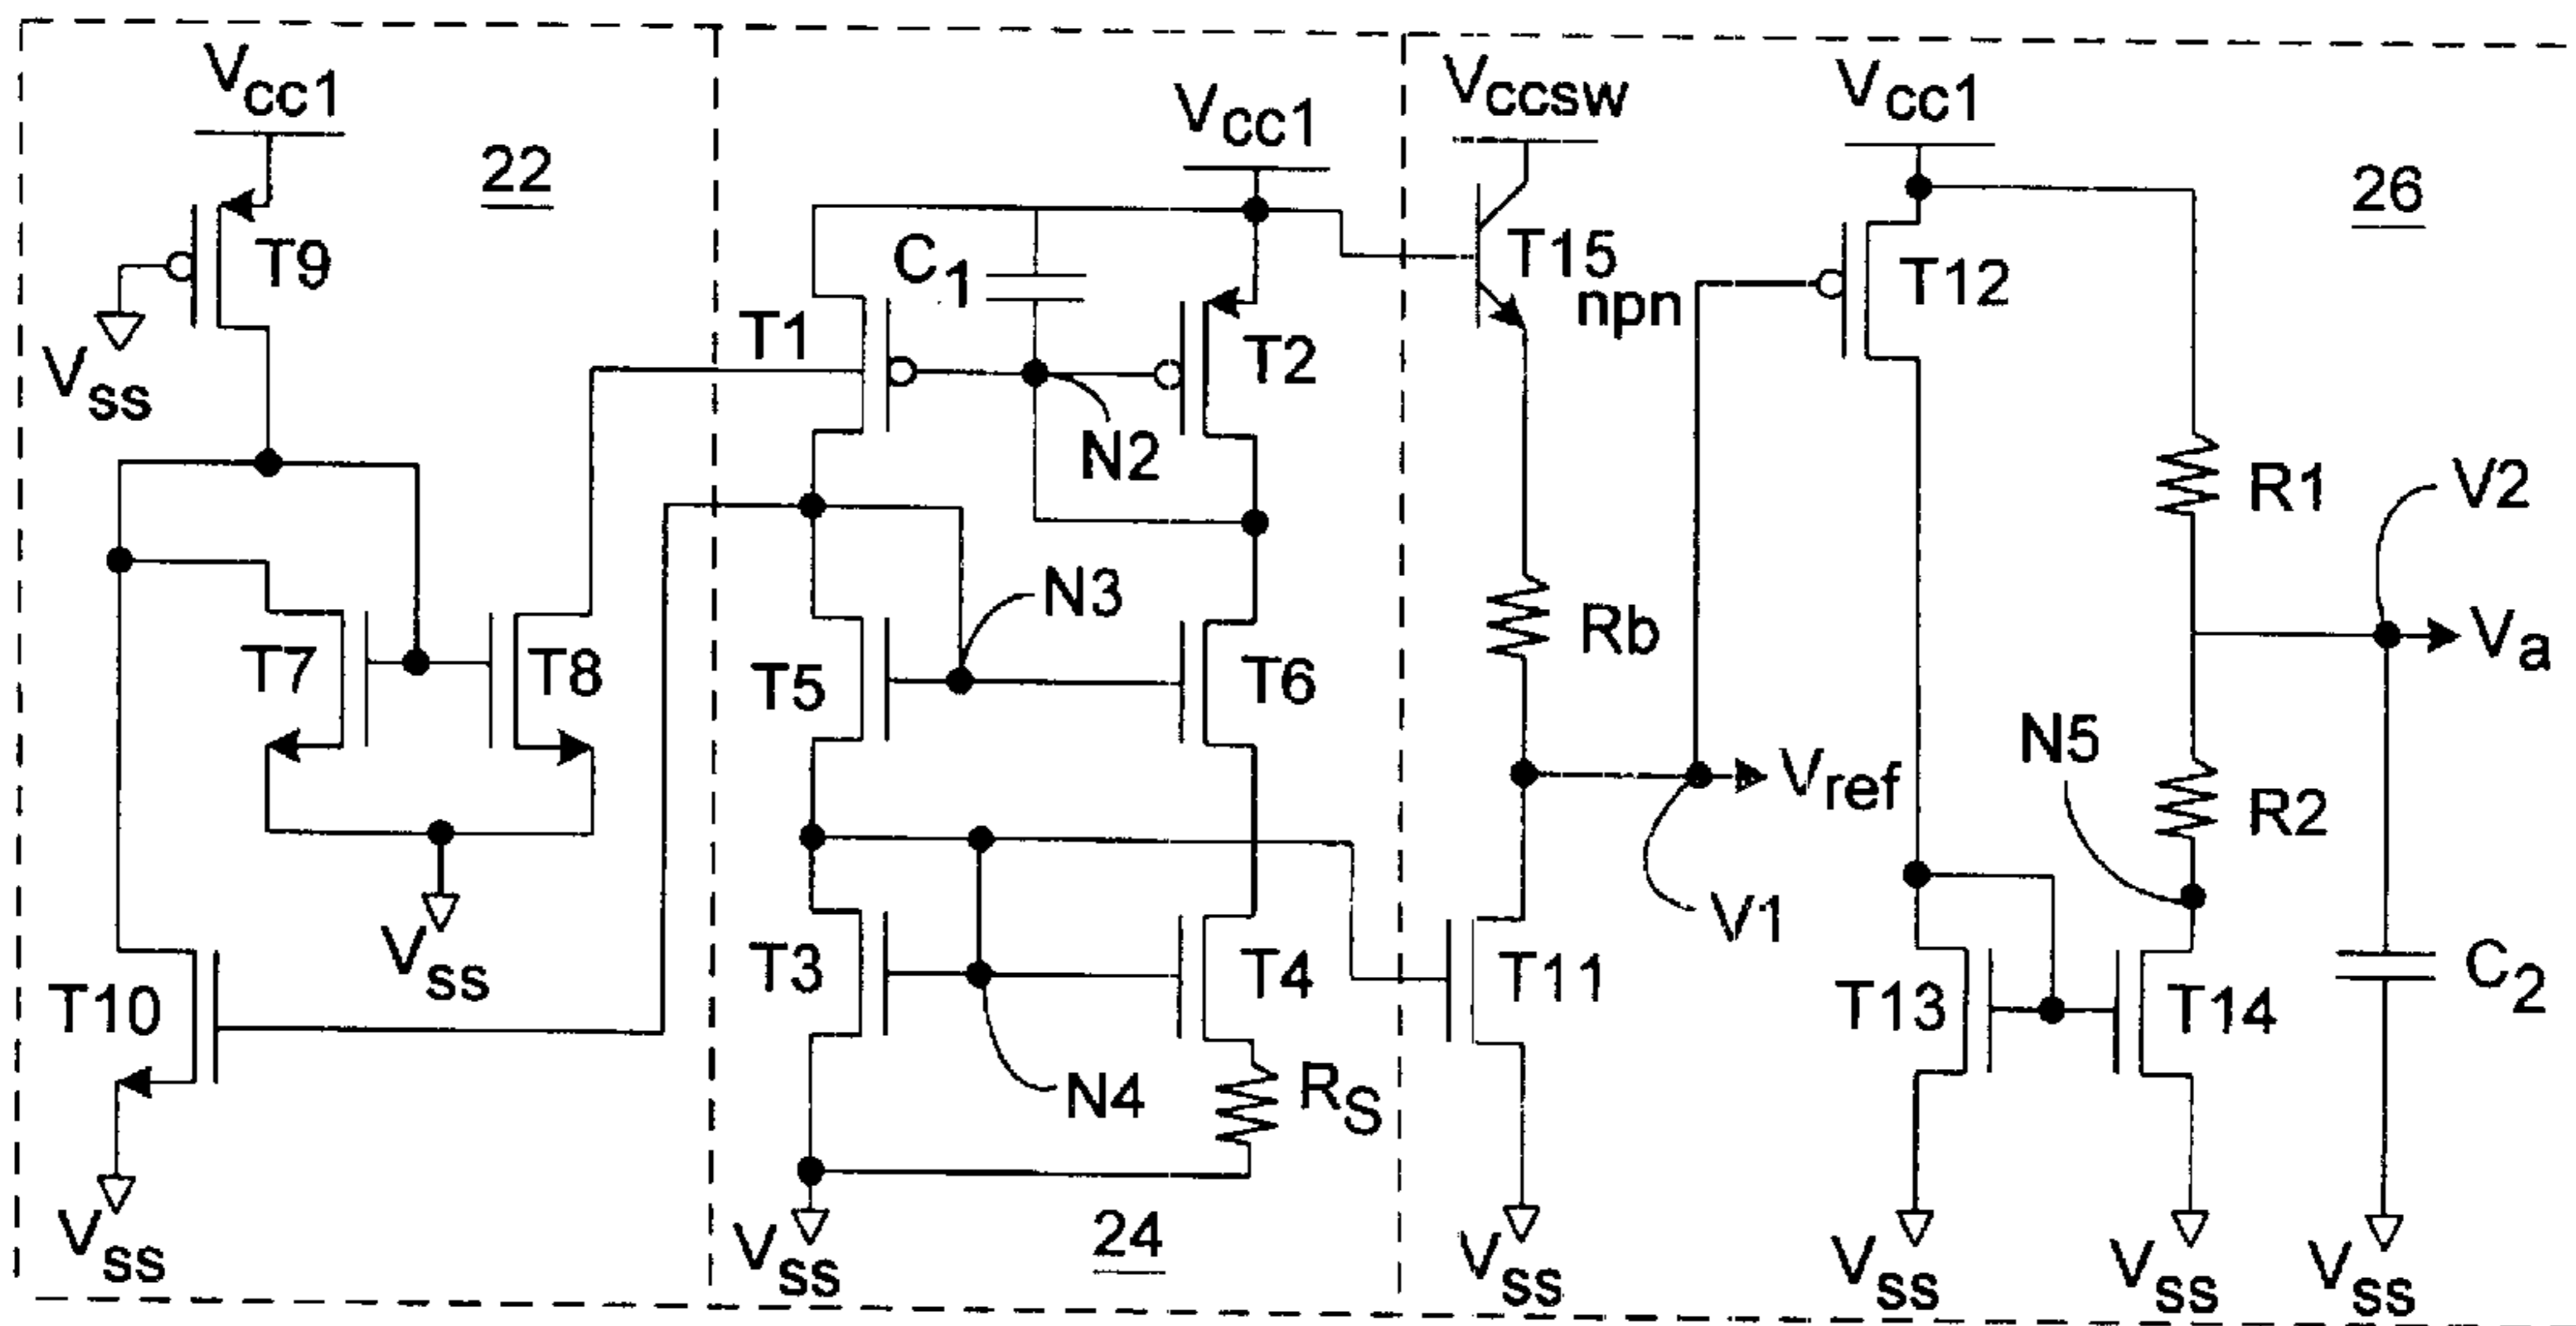 Vcc1
22
T9
Vss
T7
T8
Vss
T10
Vss
Vcc1
C1
T1
T2
N2
N3
T5
T6
T3
T4
N4
RS
Vss
24
Vccsw
T15
npn
Rb
Vref
V1
T11
Vss
Vcc1
26
T12
R1
V2
Va
N5
R2
T13
T14
C2
Vss
Vss
Vss